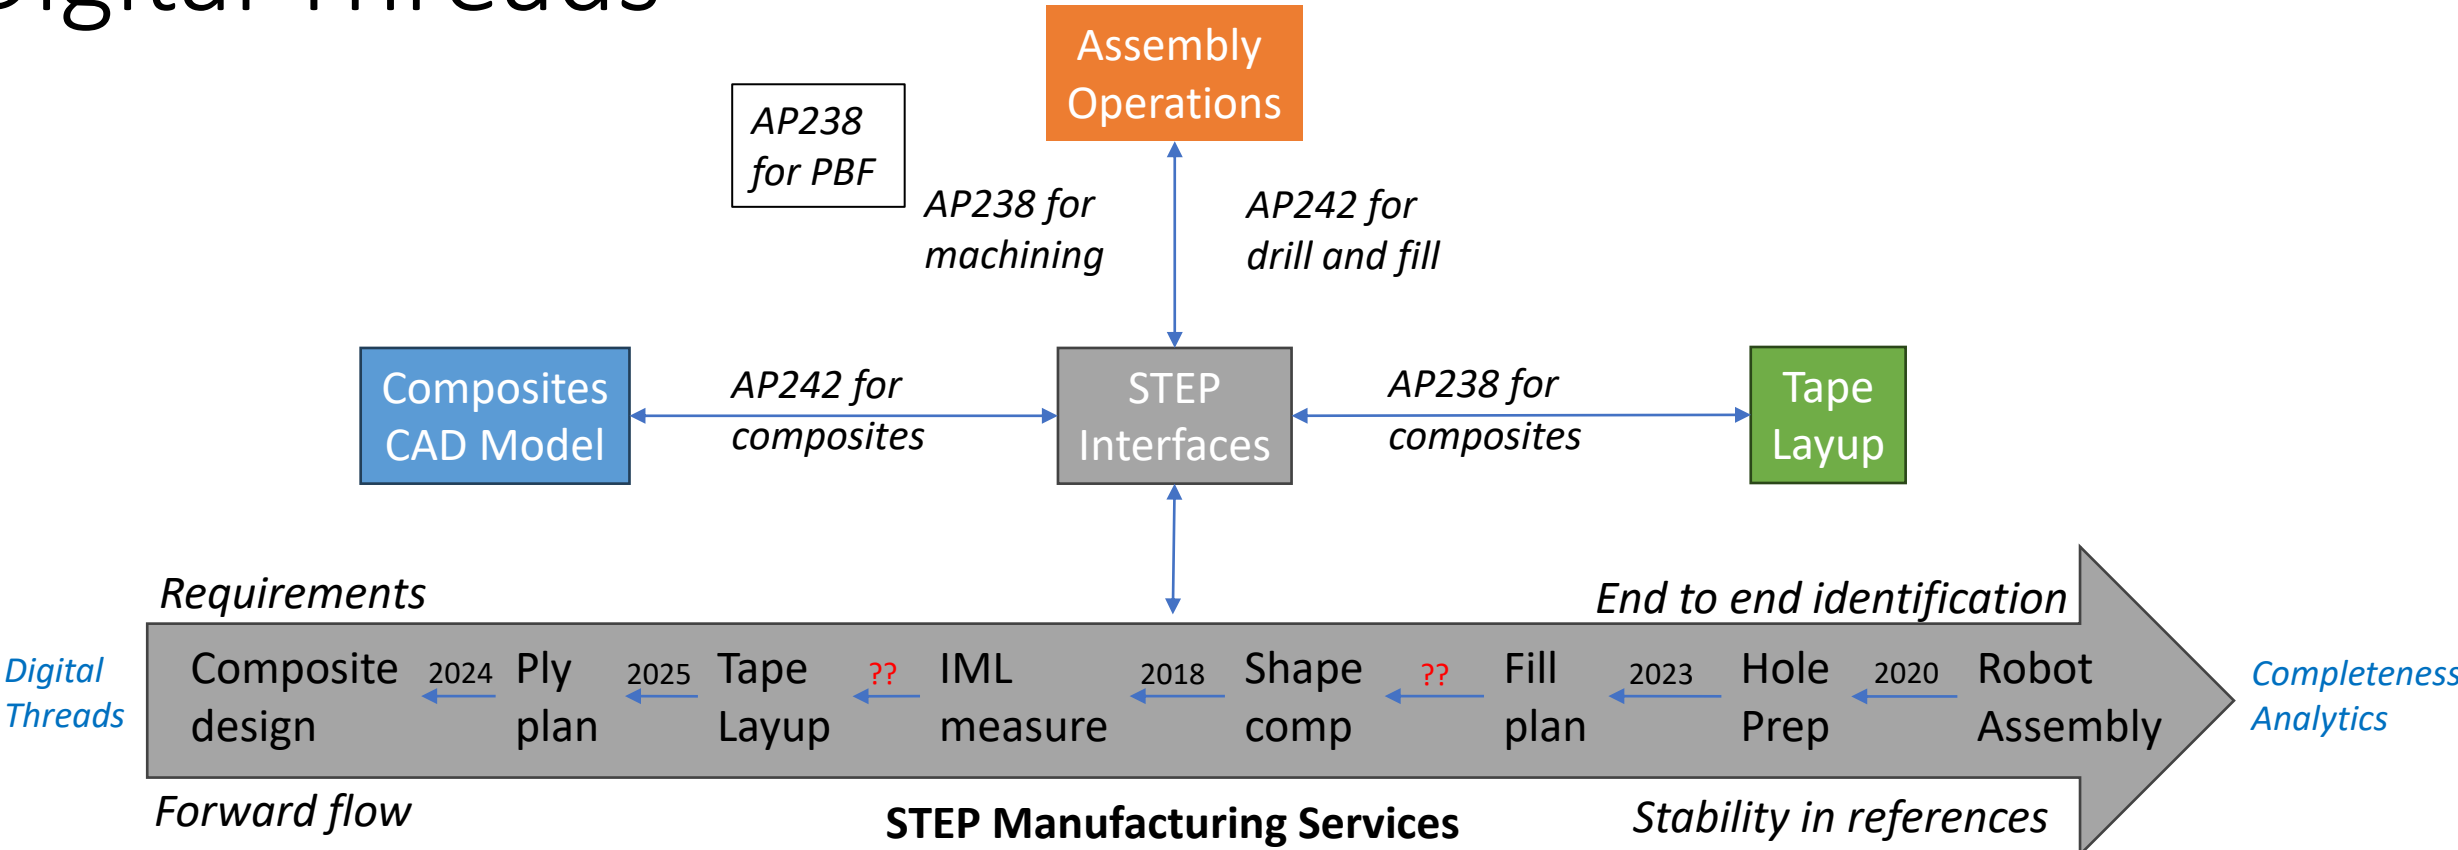 Digital Threads
Assembly
Operations
AP238
for PBF
AP238 for
machining
AP242 for
drill and fill
Composites
CAD Model
AP242 for
composites
STEP
Interfaces
AP238 for
composites
Tape
Layup
Requirements
End to end identification
Digital
Threads
Composite
design
2024
Ply
plan
2025
Tape
Layup
??
IML
measure
2018
Shape
comp
??
Fill
plan
2023
Hole
Prep
2020
Robot
Assembly
Completeness
Analytics
Forward flow
STEP Manufacturing Services
Stability in references